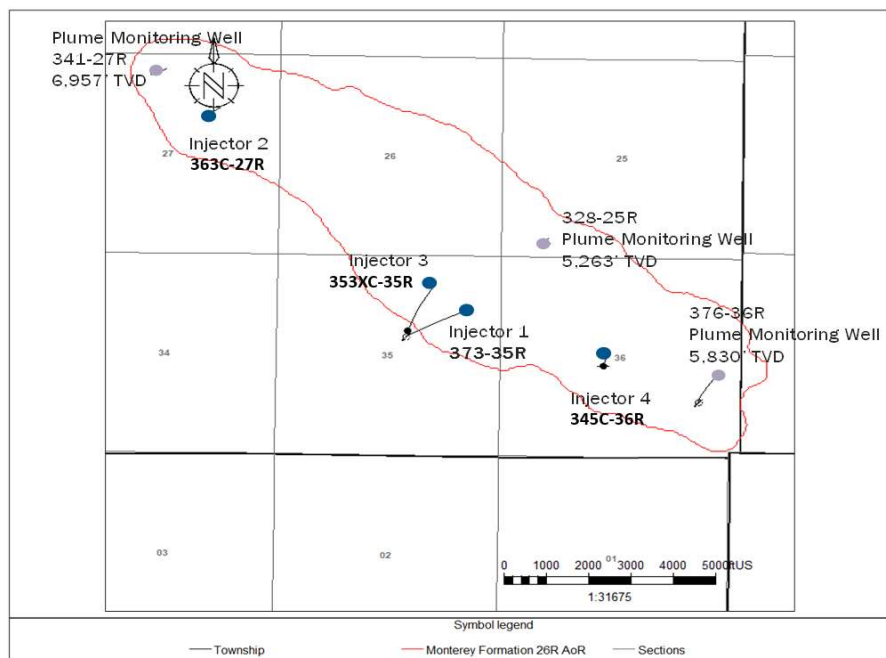 Plume Monitoring Well
341-27R
6,957' TVD
N
Injector 2
363C-27R
27
26
25
328-25R
Plume Monitoring Well
5,263' TVD
Injector 3
353XC-35R
376-36R
Plume Monitoring Well
5,830' TVD
Injector 1
373-35R
34
35
36
Injector 4
345C-36R
03
02
01
0 1000 2000 3000 4000 5000ftUS
1:31675
Symbol legend
Township Monterey Formation 26R AoR Sections